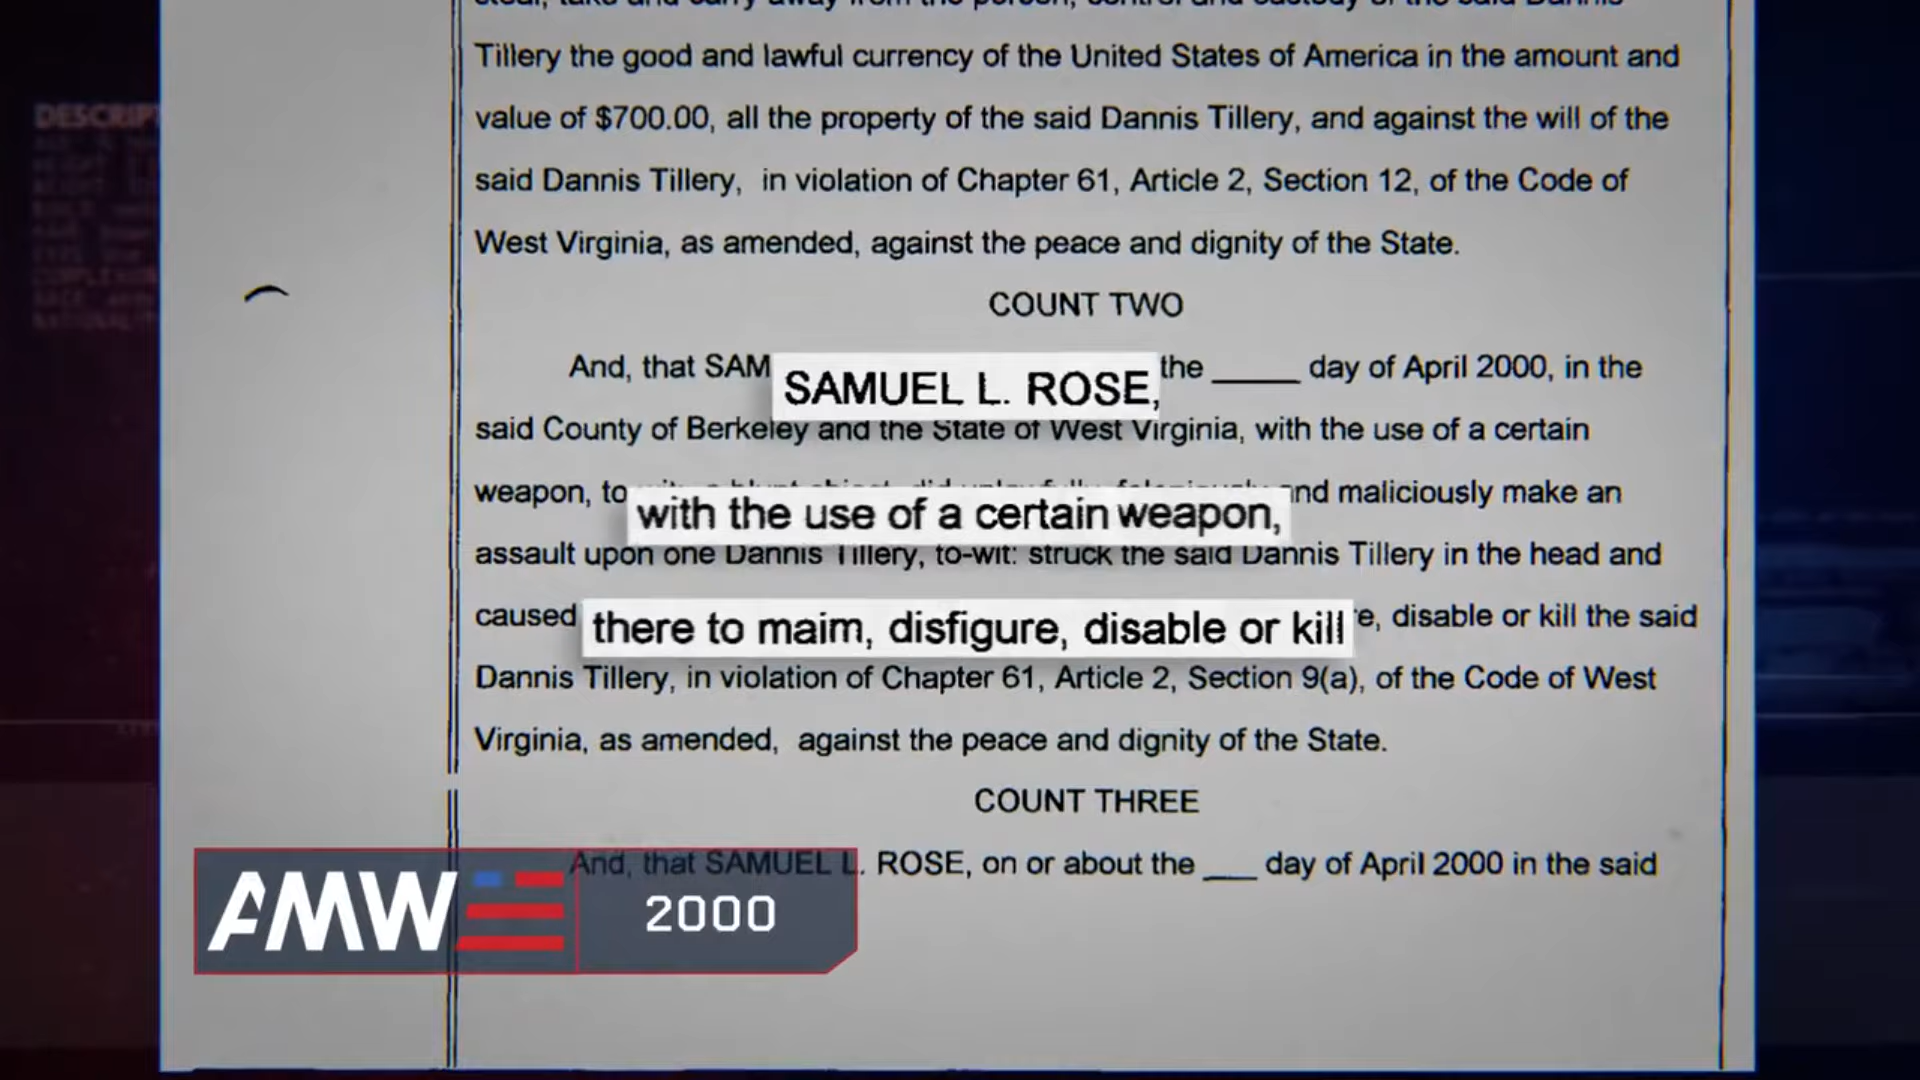 DESCRIPT
Tillery the good and lawful currency of the United States of America in the amount and
value of $700.00, all the property of the said Dannis Tillery, and against the will of the
said Dannis Tillery, in violation of Chapter 61, Article 2, Section 12, of the Code of
West Virginia, as amended, against the peace and dignity of the State.
COUNT TWO
And, that SAM the ____ day of April 2000, in the
SAMUEL L. ROSE,
said County of Berkeley and the State of West Virginia, with the use of a certain
weapon, to and maliciously make an
with the use of a certain weapon,
assault upon one Dannis Tillery, to-wit: struck the said Dannis Tillery in the head and
caused disable or kill the said
there to maim, disfigure, disable or kill
Dannis Tillery, in violation of Chapter 61, Article 2, Section 9(a), of the Code of West
Virginia, as amended, against the peace and dignity of the State.
COUNT THREE
And, that SAMUEL L. ROSE, on or about the ___ day of April 2000 in the said
AMW 2000